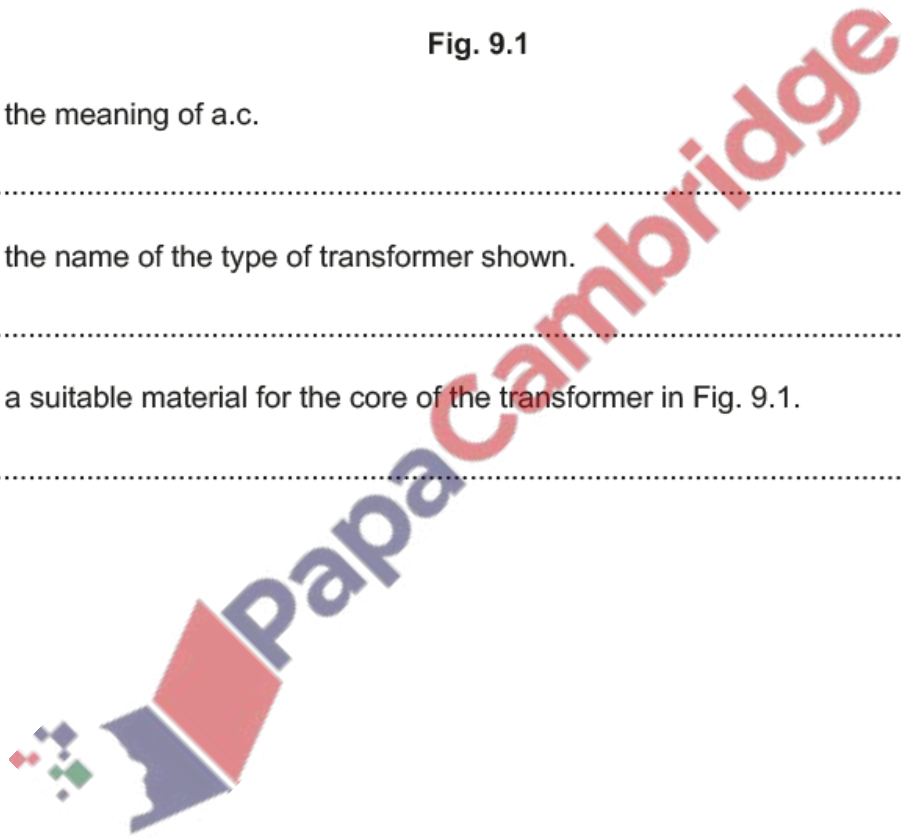 Fig. 9.1
the meaning of a.c.
the name of the type of transformer shown.
a suitable material for the core of the transformer in Fig. 9.1.
PapaCambridge